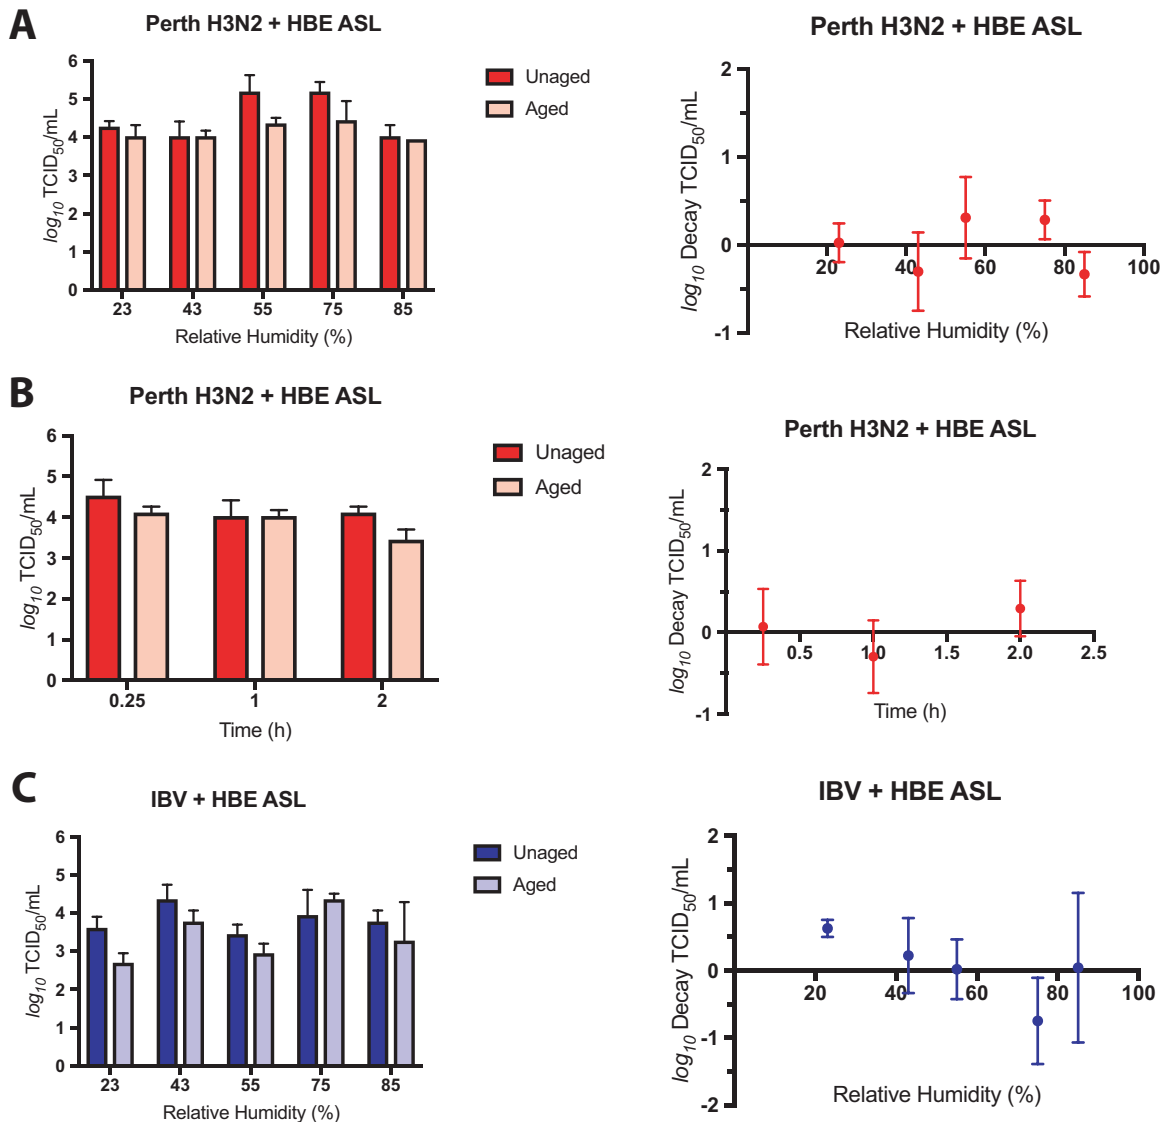 A
Perth H3N2 + HBE ASL
log10 TCID50/mL
6
5
4
3
2
1
0
23 43 55 75 85
Relative Humidity (%)
Unaged
Aged
Perth H3N2 + HBE ASL
log10 Decay TCID50/mL
2
1
0
-1
20 40 60 80 100
Relative Humidity (%)
B
Perth H3N2 + HBE ASL
log10 TCID50/mL
6
5
4
3
2
1
0
0.25 1 2
Time (h)
Unaged
Aged
Perth H3N2 + HBE ASL
log10 Decay TCID50/mL
2
1
0
-1
0.5 1.0 1.5 2.0 2.5
Time (h)
C
IBV + HBE ASL
log10 TCID50/mL
6
5
4
3
2
1
0
23 43 55 75 85
Relative Humidity (%)
Unaged
Aged
IBV + HBE ASL
log10 Decay TCID50/mL
2
1
0
-1
-2
20 40 60 80 100
Relative Humidity (%)